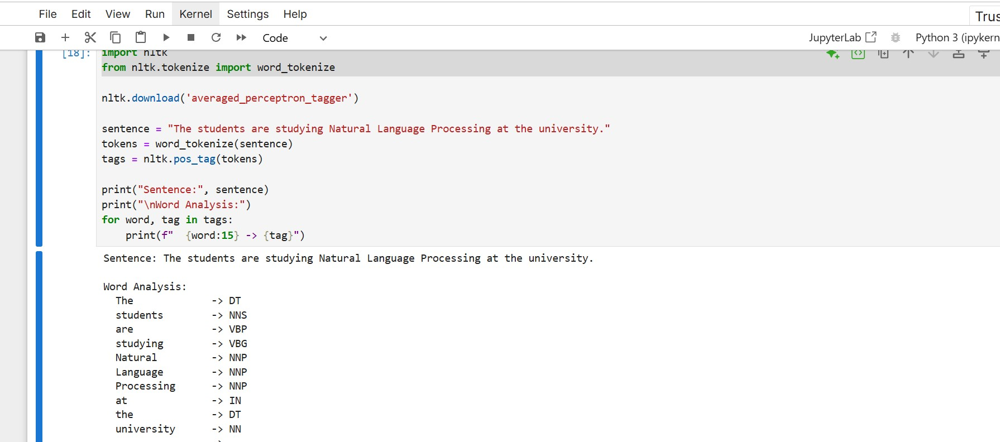 File Edit View Run Kernel Settings Help
Trus
Code
JupyterLab
Python 3 (ipykern
[18]:
import nltk
from nltk.tokenize import word_tokenize
nltk.download('averaged_perceptron_tagger')
sentence = "The students are studying Natural Language Processing at the university."
tokens = word_tokenize(sentence)
tags = nltk.pos_tag(tokens)
print("Sentence:", sentence)
print("\nWord Analysis:")
for word, tag in tags:
    print(f"  {word:15} -> {tag}")
Sentence: The students are studying Natural Language Processing at the university.
Word Analysis:
  The             -> DT
  students        -> NNS
  are             -> VBP
  studying        -> VBG
  Natural         -> NNP
  Language        -> NNP
  Processing      -> NNP
  at              -> IN
  the             -> DT
  university      -> NN